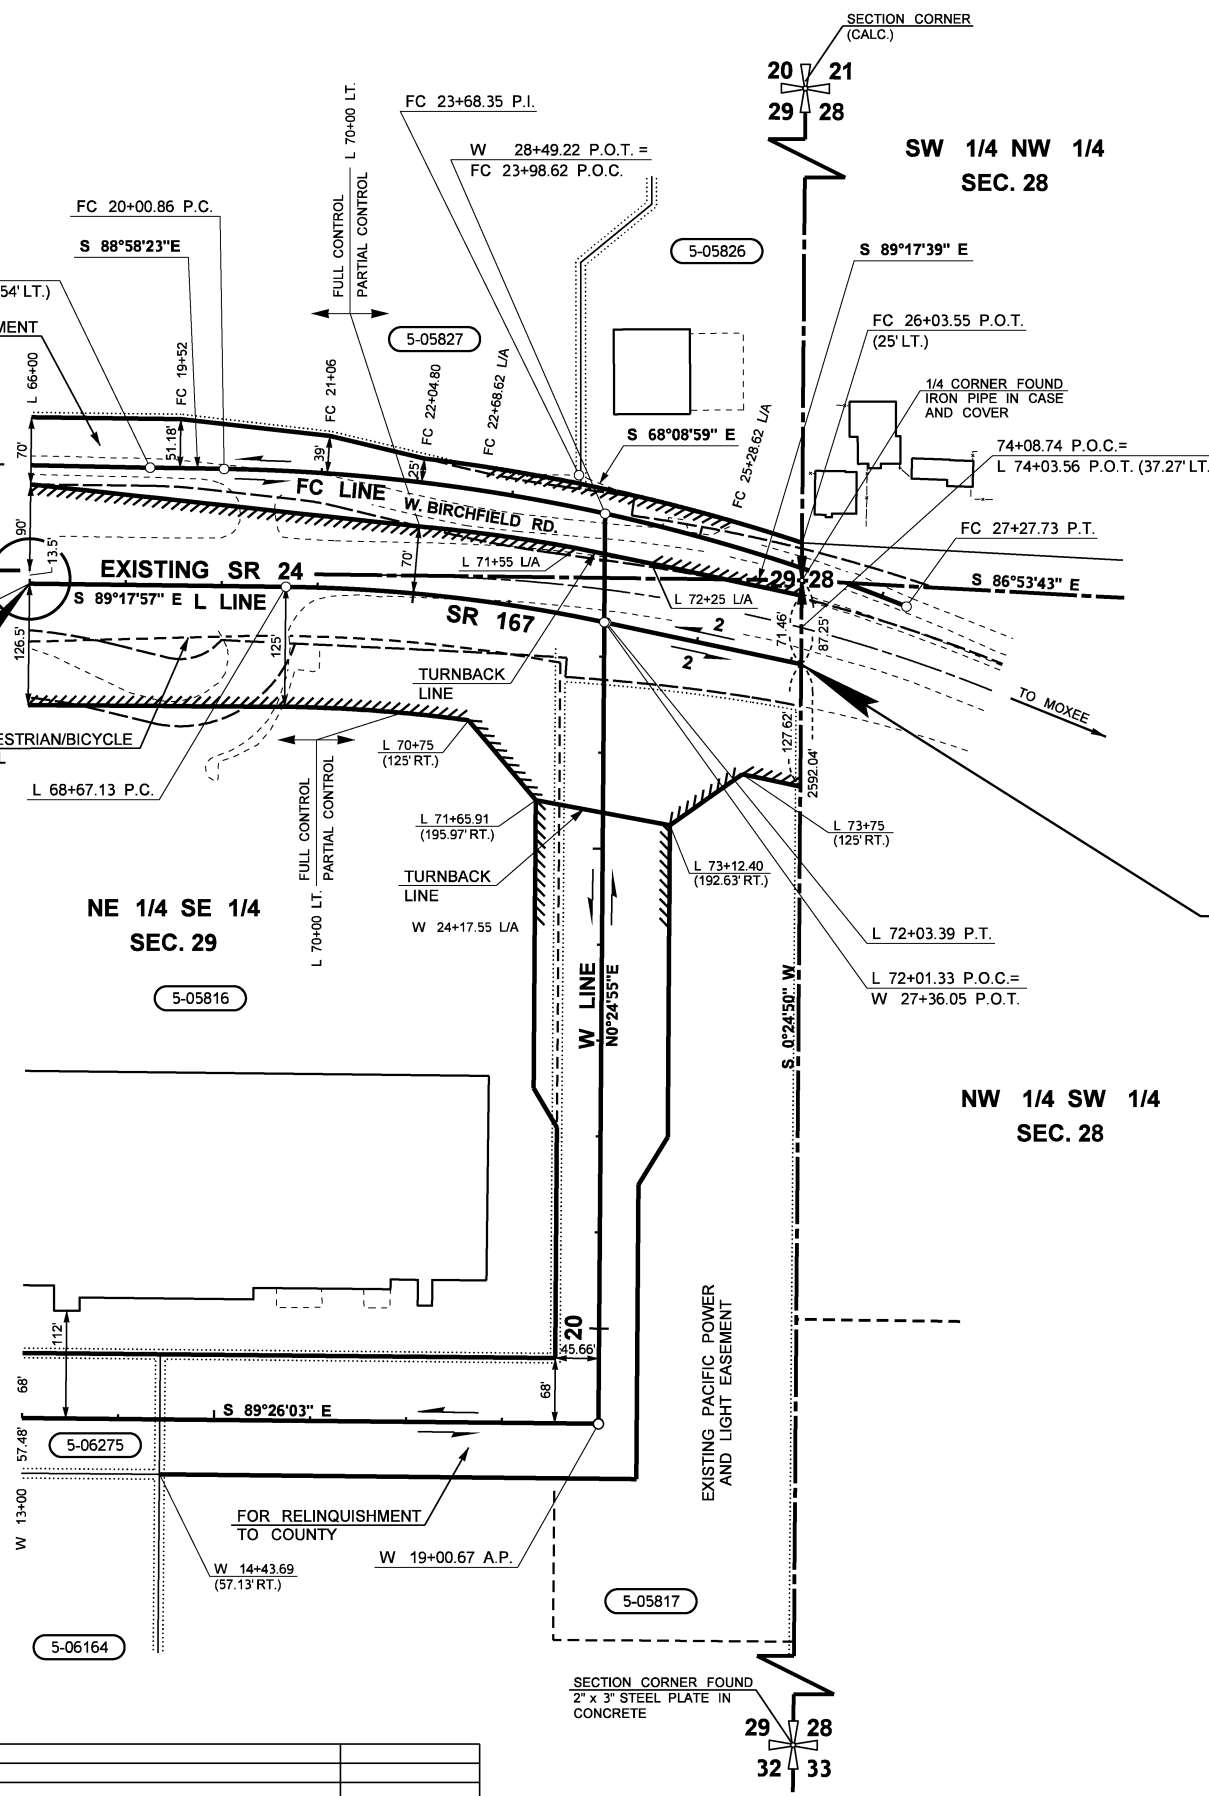 SECTION CORNER
(CALC.)
20 21
29 28
FC 23+68.35 P.I.
W 28+49.22 P.O.T. =
FC 23+98.62 P.O.C.
L 70+00 LT.
FULL CONTROL
PARTIAL CONTROL
SW 1/4 NW 1/4
SEC. 28
FC 20+00.86 P.C.
S 88°58'23"E
5-05826
S 89°17'39" E
54' LT.)
MENT
5-05827
FC 26+03.55 P.O.T.
(25' LT.)
L 66+00
FC 19+52
FC 21+06
FC 22+04.80
FC 22+68.62 L/A
FC 25+28.62 L/A
1/4 CORNER FOUND
IRON PIPE IN CASE
AND COVER
S 68°08'59" E
74+08.74 P.O.C.=
L 74+03.56 P.O.T. (37.27' LT.
70'
51.18'
39'
25'
FC LINE
W. BIRCHFIELD RD.
FC 27+27.73 P.T.
90'
13.5'
70'
L 71+55 L/A
EXISTING SR 24
29 28
S 86°53'43" E
S 89°17'57" E
L LINE
L 72+25 L/A
SR 167
2
2
71.46'
87.25'
126.5'
125'
TURNBACK
LINE
TO MOXEE
ESTRIAN/BICYCLE
L
L 70+75
(125' RT.)
127.62'
2592.04'
L 68+67.13 P.C.
FULL CONTROL
PARTIAL CONTROL
L 70+00 LT.
L 71+65.91
(195.97' RT.)
L 73+75
(125' RT.)
TURNBACK
LINE
L 73+12.40
(192.63' RT.)
NE 1/4 SE 1/4
SEC. 29
W 24+17.55 L/A
L 72+03.39 P.T.
5-05816
W LINE
N0°24'55"E
S 0°24'50" W
L 72+01.33 P.O.C.=
W 27+36.05 P.O.T.
NW 1/4 SW 1/4
SEC. 28
EXISTING PACIFIC POWER
AND LIGHT EASEMENT
112'
20
45.66'
68'
68'
S 89°26'03" E
5-06275
57.48'
W 13+00
FOR RELINQUISHMENT
TO COUNTY
W 19+00.67 A.P.
W 14+43.69
(57.13' RT.)
5-05817
5-06164
SECTION CORNER FOUND
2" x 3" STEEL PLATE IN
CONCRETE
29 28
32 33